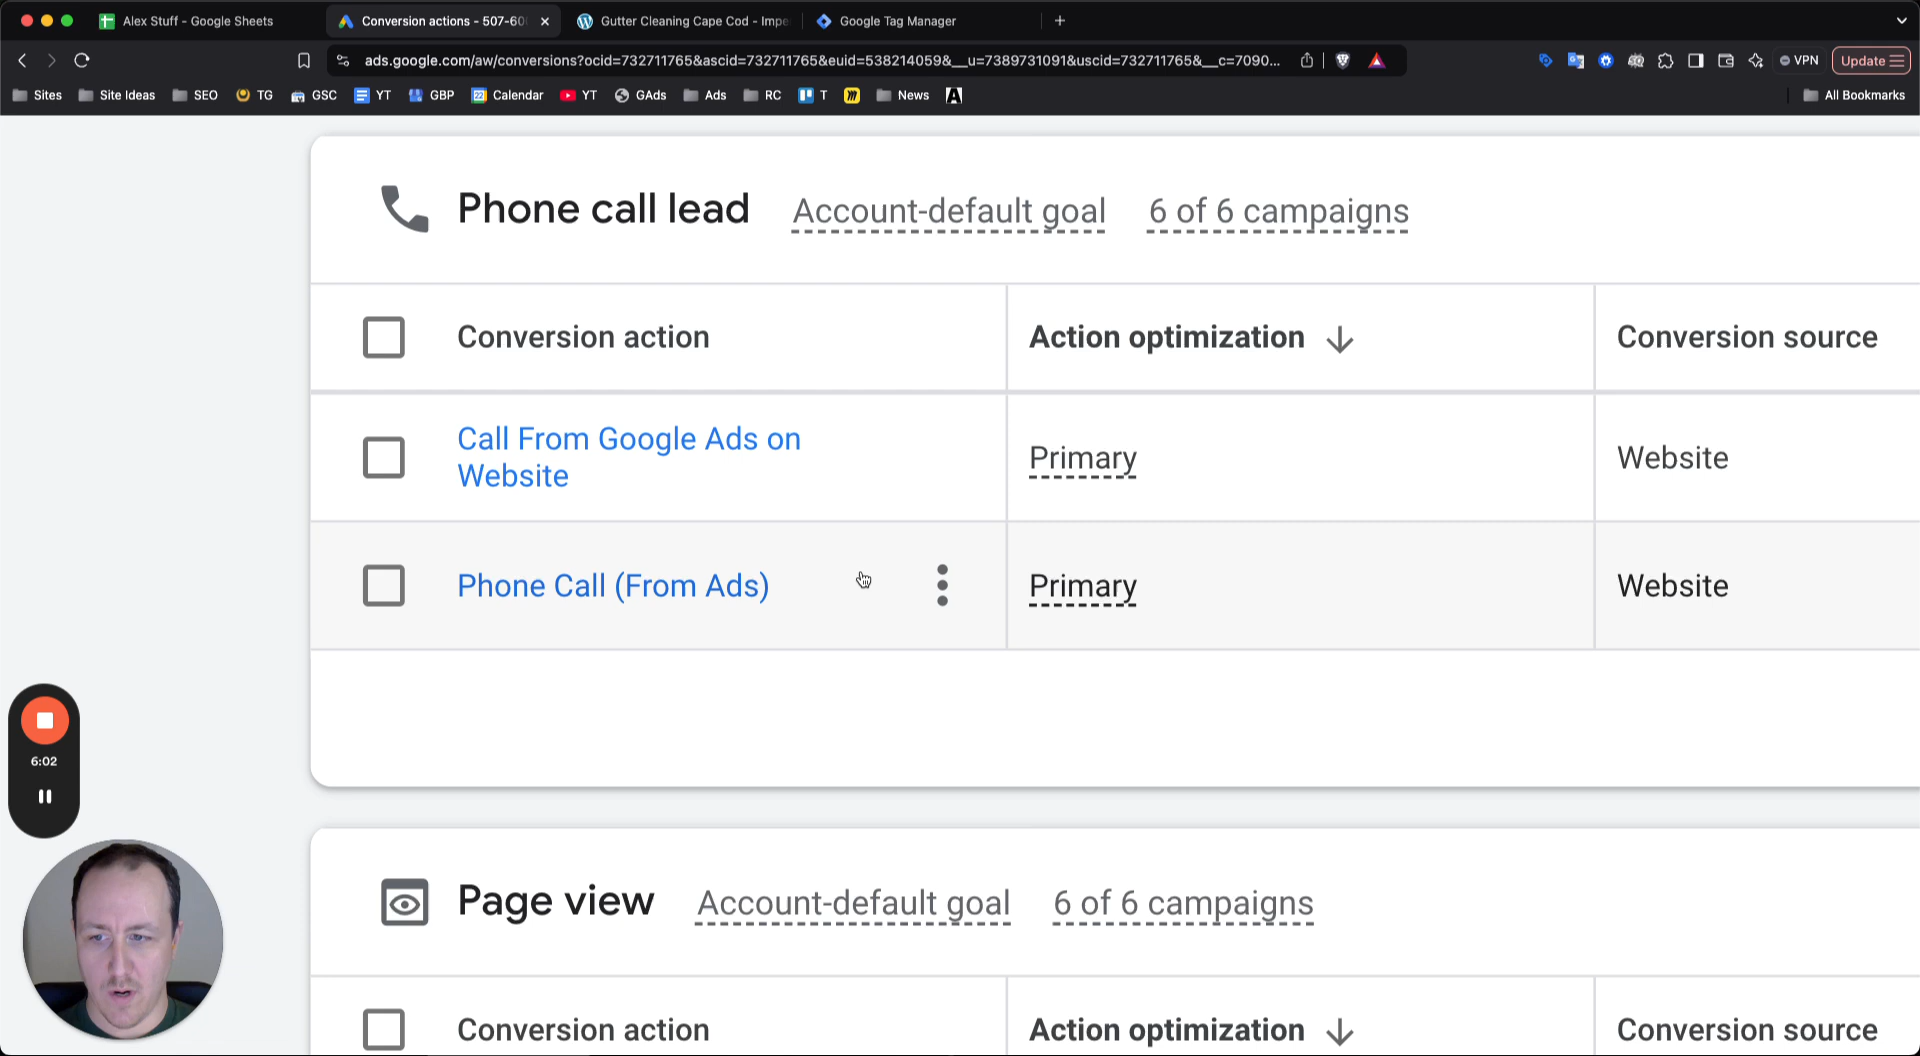 Alex Stuff - Google Sheets
Conversion actions - 507-60
Gutter Cleaning Cape Cod - Impe
Google Tag Manager
ads.google.com/aw/conversions?ocid=732711765&ascid=732711765&euid=538214059&__u=7389731091&uscid=732711765&__c=7090...
VPN
Update
Sites
Site Ideas
SEO
TG
GSC
YT
GBP
Calendar
YT
GAds
Ads
RC
T
News
All Bookmarks
Phone call lead Account-default goal 6 of 6 campaigns
Conversion action Action optimization Conversion source
Call From Google Ads on
Website
Primary
Website
Phone Call (From Ads) Primary Website
6:02
Page view Account-default goal 6 of 6 campaigns
Conversion action Action optimization Conversion source